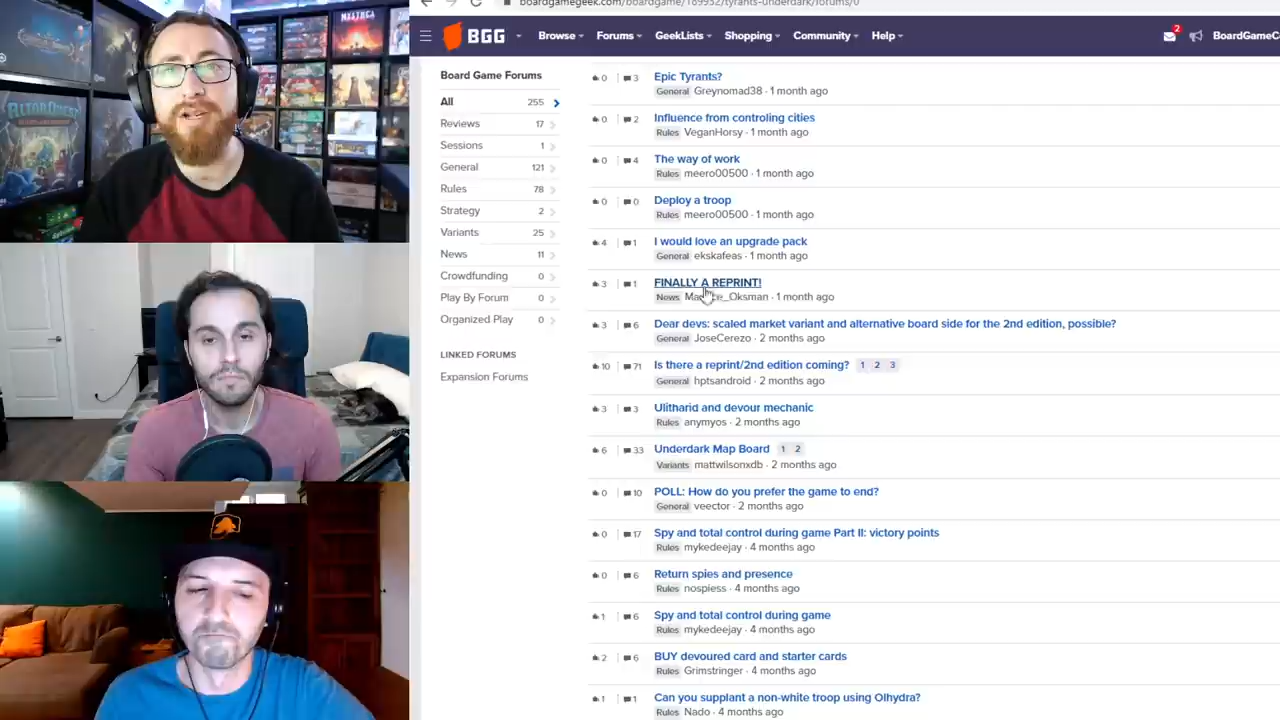 boardgamegeek.com/boardgame/189932/tyrants-underdark/forums/0
BGG
Browse
Forums
GeekLists
Shopping
Community
Help
2
BoardGameCo
Board Game Forums
All 255
Reviews 17
Sessions 1
General 121
Rules 78
Strategy 2
Variants 25
News 11
Crowdfunding 0
Play By Forum 0
Organized Play 0
LINKED FORUMS
Expansion Forums
0 3 Epic Tyrants?
General Greynomad38 · 1 month ago
0 2 Influence from controling cities
Rules VeganHorsy · 1 month ago
0 4 The way of work
Rules meero00500 · 1 month ago
0 0 Deploy a troop
Rules meero00500 · 1 month ago
4 1 I would love an upgrade pack
General ekskafeas · 1 month ago
3 1 FINALLY A REPRINT!
News Oksman · 1 month ago
3 6 Dear devs: scaled market variant and alternative board side for the 2nd edition, possible?
General JoseCerezo · 2 months ago
10 71 Is there a reprint/2nd edition coming? 1 2 3
General hptsandroid · 2 months ago
3 3 Ulitharid and devour mechanic
Rules anymyos · 2 months ago
6 33 Underdark Map Board 1 2
Variants mattwilsonxdb · 2 months ago
0 10 POLL: How do you prefer the game to end?
General veector · 2 months ago
0 17 Spy and total control during game Part II: victory points
Rules mykedeejay · 4 months ago
0 6 Return spies and presence
Rules nospiess · 4 months ago
1 6 Spy and total control during game
Rules mykedeejay · 4 months ago
2 6 BUY devoured card and starter cards
Rules Grimstringer · 4 months ago
1 1 Can you supplant a non-white troop using Olhydra?
Rules Nado · 4 months ago
ALTAR QUEST